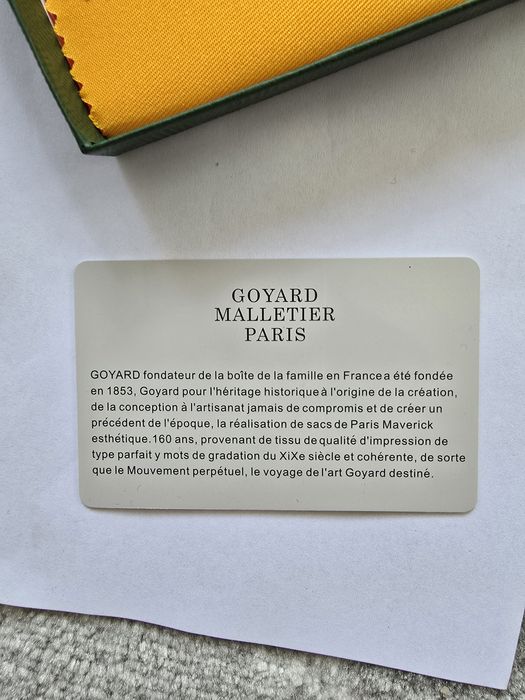 GOYARD
MALLETIER
PARIS
GOYARD fondateur de la boîte de la famille en France a été fondée
en 1853, Goyard pour l'héritage historique à l'origine de la création,
de la conception à l'artisanat jamais de compromis et de créer un
précédent de l'époque, la réalisation de sacs de Paris Maverick
esthétique.160 ans, provenant de tissu de qualité d'impression de
type parfait y mots de gradation du XiXe siècle et cohérente, de sorte
que le Mouvement perpétuel, le voyage de l'art Goyard destiné.